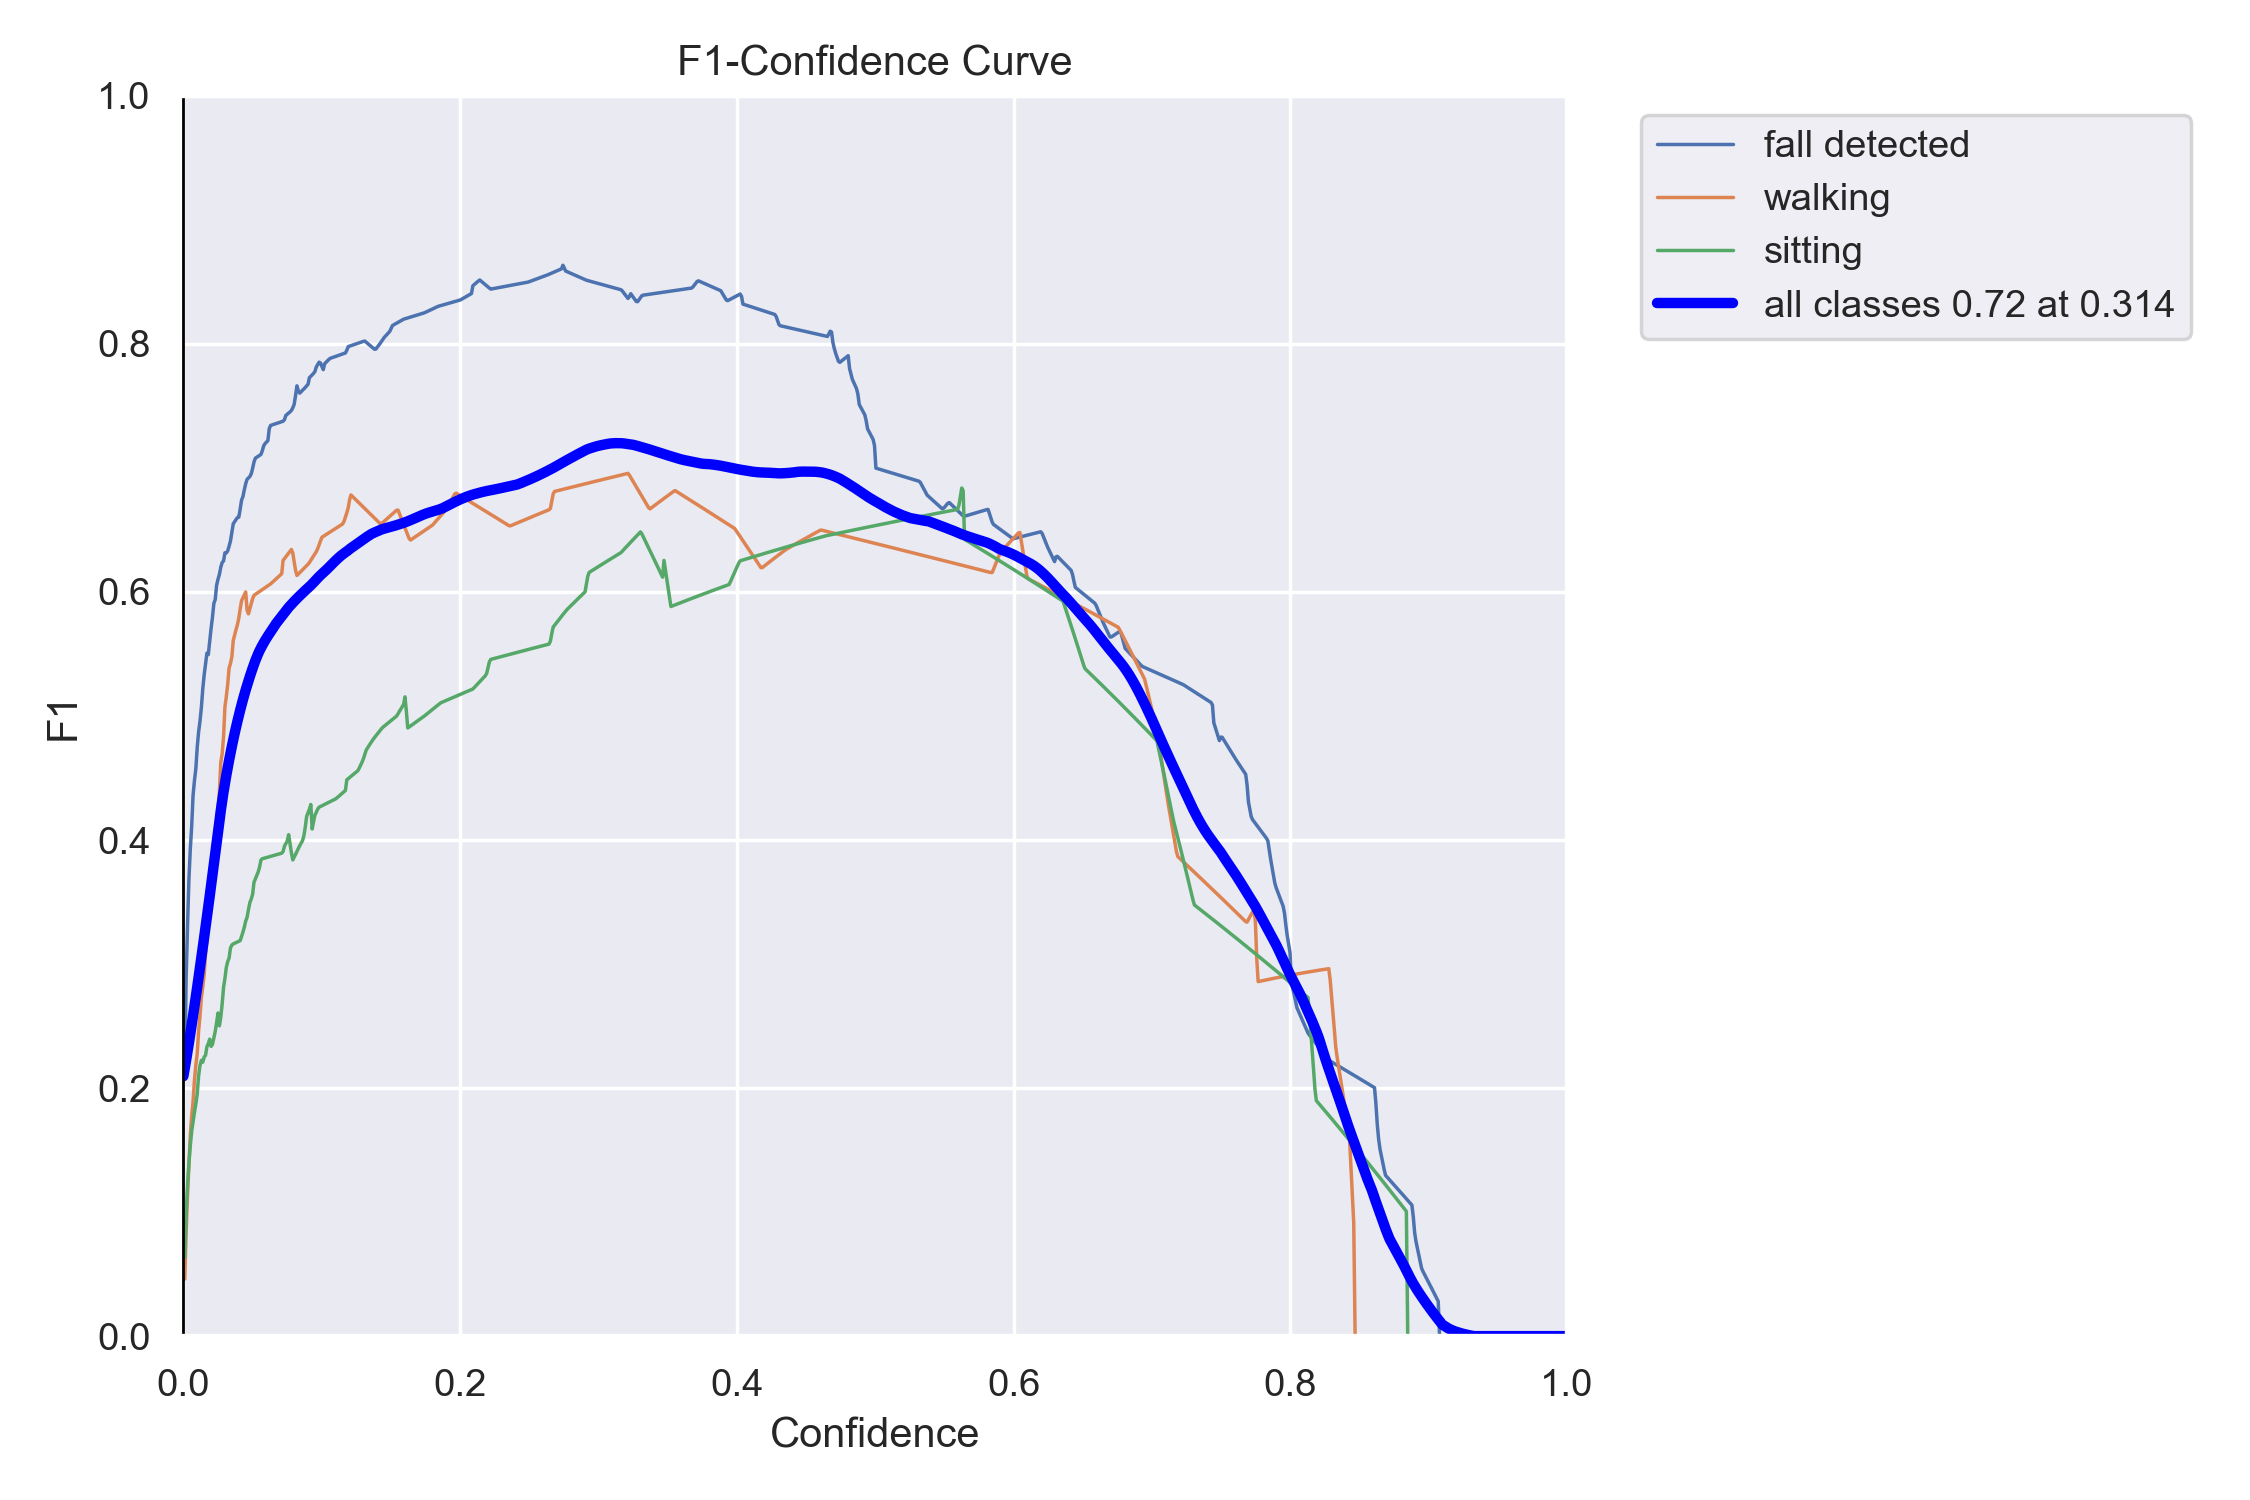 F1-Confidence Curve
1.0
0.8
0.6
0.4
0.2
0.0
F1
0.0 0.2 0.4 0.6 0.8 1.0
Confidence
fall detected
walking
sitting
all classes 0.72 at 0.314